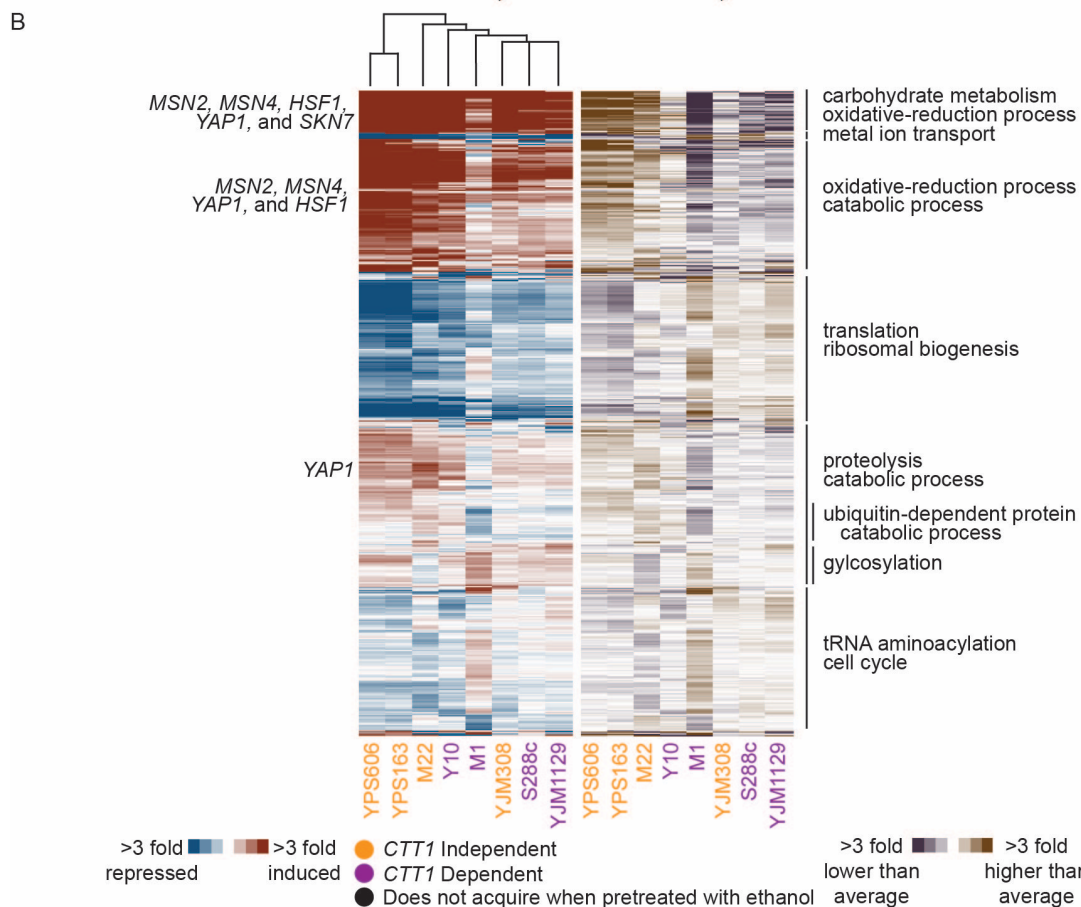 B
MSN2, MSN4, HSF1,
YAP1, and SKN7
MSN2, MSN4,
YAP1, and HSF1
YAP1
carbohydrate metabolism
oxidative-reduction process
metal ion transport
oxidative-reduction process
catabolic process
translation
ribosomal biogenesis
proteolysis
catabolic process
ubiquitin-dependent protein
catabolic process
gylcosylation
tRNA aminoacylation
cell cycle
YPS606
YPS163
M22
Y10
M1
YJM308
S288c
YJM1129
YPS606
YPS163
M22
Y10
M1
YJM308
S288c
YJM1129
>3 fold
repressed
>3 fold
induced
CTT1 Independent
CTT1 Dependent
Does not acquire when pretreated with ethanol
>3 fold
lower than
average
>3 fold
higher than
average